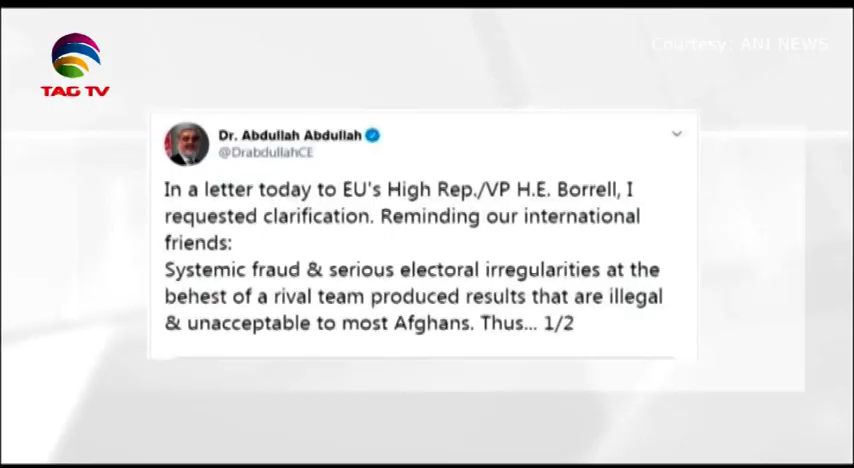 Courtesy: ANI NEWS
TAG TV
Dr. Abdullah Abdullah
@DrabdullahCE
In a letter today to EU's High Rep./VP H.E. Borrell, I
requested clarification. Reminding our international
friends:
Systemic fraud & serious electoral irregularities at the
behest of a rival team produced results that are illegal
& unacceptable to most Afghans. Thus... 1/2